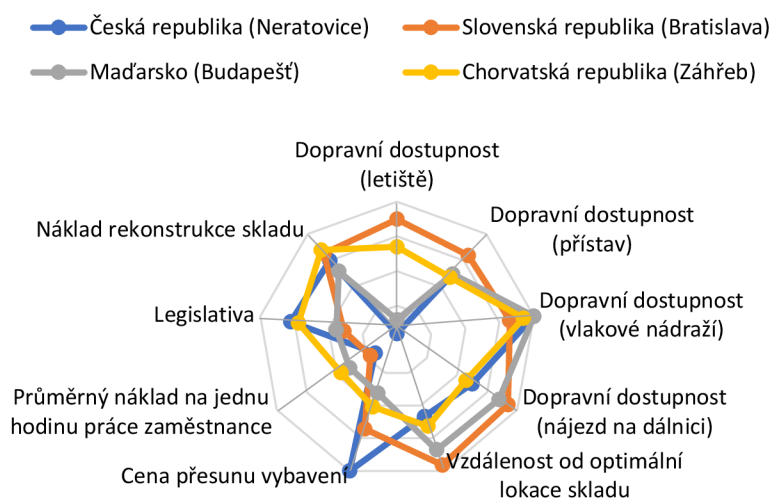 Česká republika (Neratovice)
Slovenská republika (Bratislava)
Maďarsko (Budapešť)
Chorvatská republika (Záhřeb)
Dopravní dostupnost
(letiště)
Dopravní dostupnost
(přístav)
Dopravní dostupnost
(vlakové nádraží)
Dopravní dostupnost
(nájezd na dálnici)
Vzdálenost od optimální
lokace skladu
Cena přesunu vybavení
Průměrný náklad na jednu
hodinu práce zaměstnance
Legislativa
Náklad rekonstrukce skladu